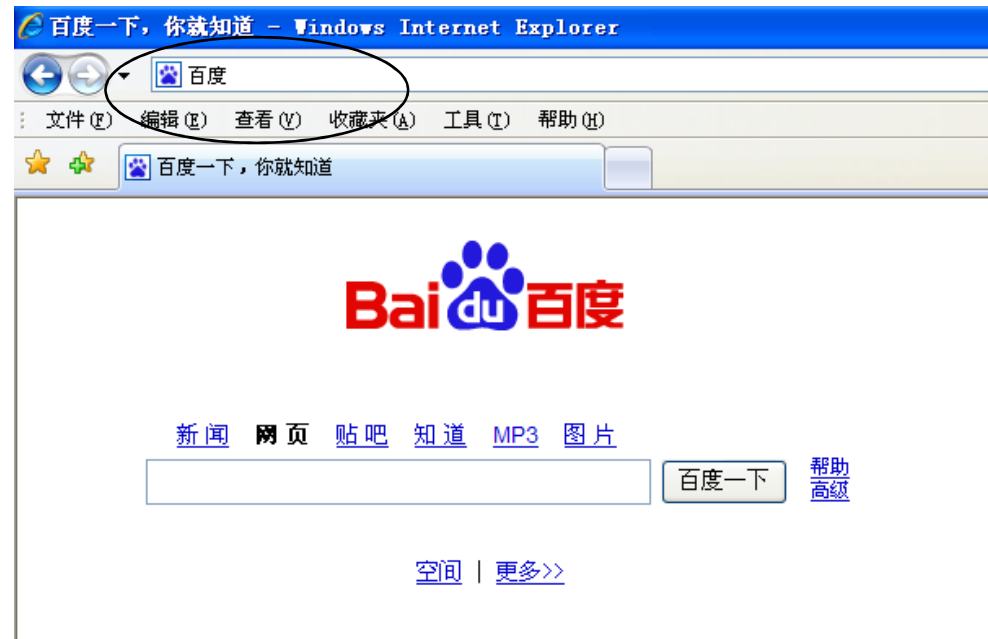 百度一下，你就知道 - Windows Internet Explorer
百度
文件(F) 编辑(E) 查看(V) 收藏夹(A) 工具(T) 帮助(H)
百度一下，你就知道
Bai du 百度
新闻 网页 贴吧 知道 MP3 图片
百度一下 帮助
高级
空间 | 更多>>